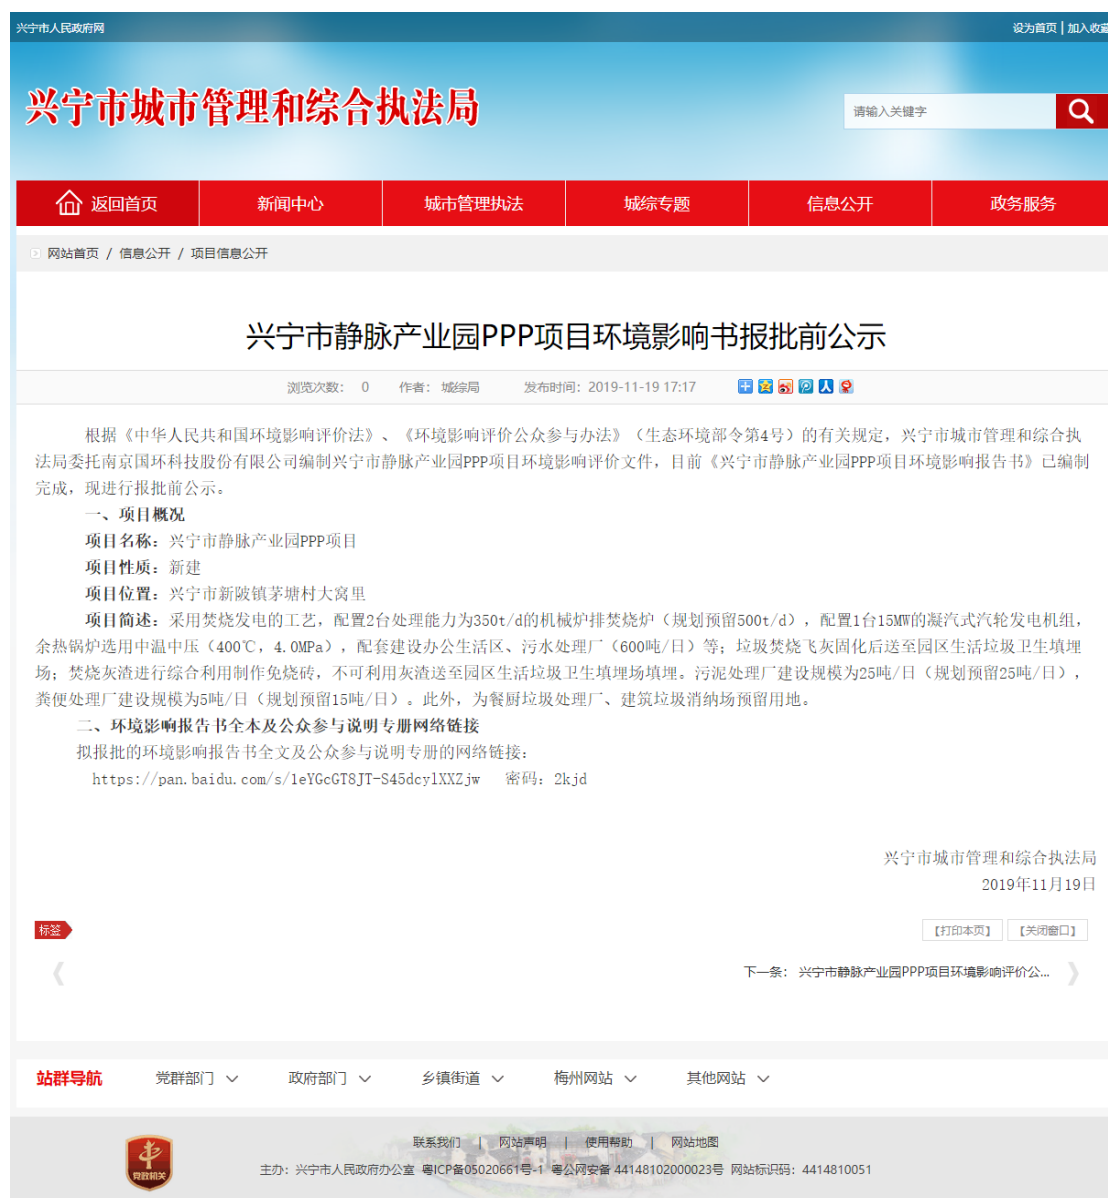 兴宁市人民政府网
设为首页 | 加入收藏
兴宁市城市管理和综合执法局
请输入关键字
返回首页 新闻中心 城市管理执法 城综专题 信息公开 政务服务
网站首页 / 信息公开 / 项目信息公开
兴宁市静脉产业园PPP项目环境影响书报批前公示
浏览次数: 0 作者: 城综局 发布时间: 2019-11-19 17:17
根据《中华人民共和国环境影响评价法》、《环境影响评价公众参与办法》（生态环境部令第4号）的有关规定，兴宁市城市管理和综合执
法局委托南京国环科技股份有限公司编制兴宁市静脉产业园PPP项目环境影响评价文件，目前《兴宁市静脉产业园PPP项目环境影响报告书》已编制
完成，现进行报批前公示。
一、项目概况
项目名称：兴宁市静脉产业园PPP项目
项目性质：新建
项目位置：兴宁市新陂镇茅塘村大窝里
项目简述：采用焚烧发电的工艺，配置2台处理能力为350t/d的机械炉排焚烧炉（规划预留500t/d），配置1台15MW的凝汽式汽轮发电机组，
余热锅炉选用中温中压（400℃，4.0MPa），配套建设办公生活区、污水处理厂（600吨/日）等；垃圾焚烧飞灰固化后送至园区生活垃圾卫生填埋
场；焚烧灰渣进行综合利用制作免烧砖，不可利用灰渣送至园区生活垃圾卫生填埋场填埋。污泥处理厂建设规模为25吨/日（规划预留25吨/日），
粪便处理厂建设规模为5吨/日（规划预留15吨/日）。此外，为餐厨垃圾处理厂、建筑垃圾消纳场预留用地。
二、环境影响报告书全本及公众参与说明专册网络链接
拟报批的环境影响报告书全文及公众参与说明专册的网络链接：
https://pan.baidu.com/s/1eYGcGT8JT-S45dcylXXZjw 密码：2kjd
兴宁市城市管理和综合执法局
2019年11月19日
标签
【打印本页】 【关闭窗口】
下一条： 兴宁市静脉产业园PPP项目环境影响评价公...
站群导航 党群部门 政府部门 乡镇街道 梅州网站 其他网站
联系我们 | 网站声明 | 使用帮助 | 网站地图
党政机关
主办：兴宁市人民政府办公室 粤ICP备05020661号-1 粤公网安备 44148102000023号 网站标识码：4414810051